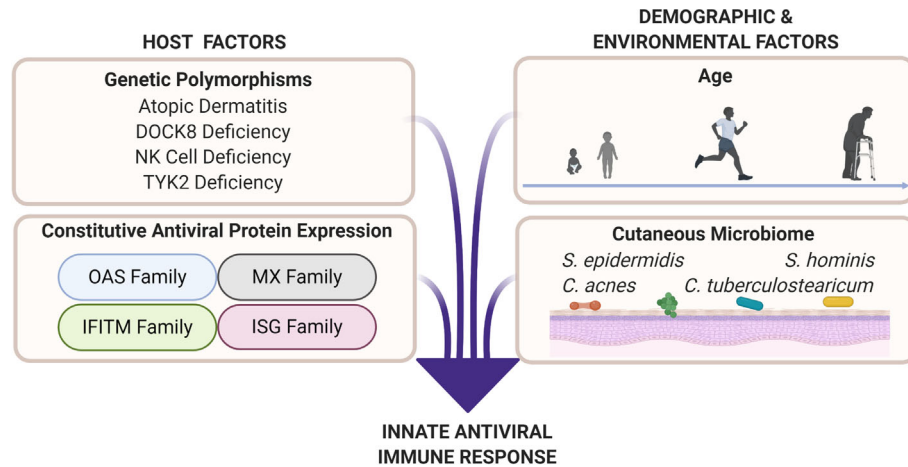 HOST FACTORS
Genetic Polymorphisms
Atopic Dermatitis
DOCK8 Deficiency
NK Cell Deficiency
TYK2 Deficiency
Constitutive Antiviral Protein Expression
OAS Family
MX Family
IFITM Family
ISG Family
DEMOGRAPHIC &
ENVIRONMENTAL FACTORS
Age
Cutaneous Microbiome
S. epidermidis
S. hominis
C. acnes
C. tuberculostearicum
INNATE ANTIVIRAL
IMMUNE RESPONSE